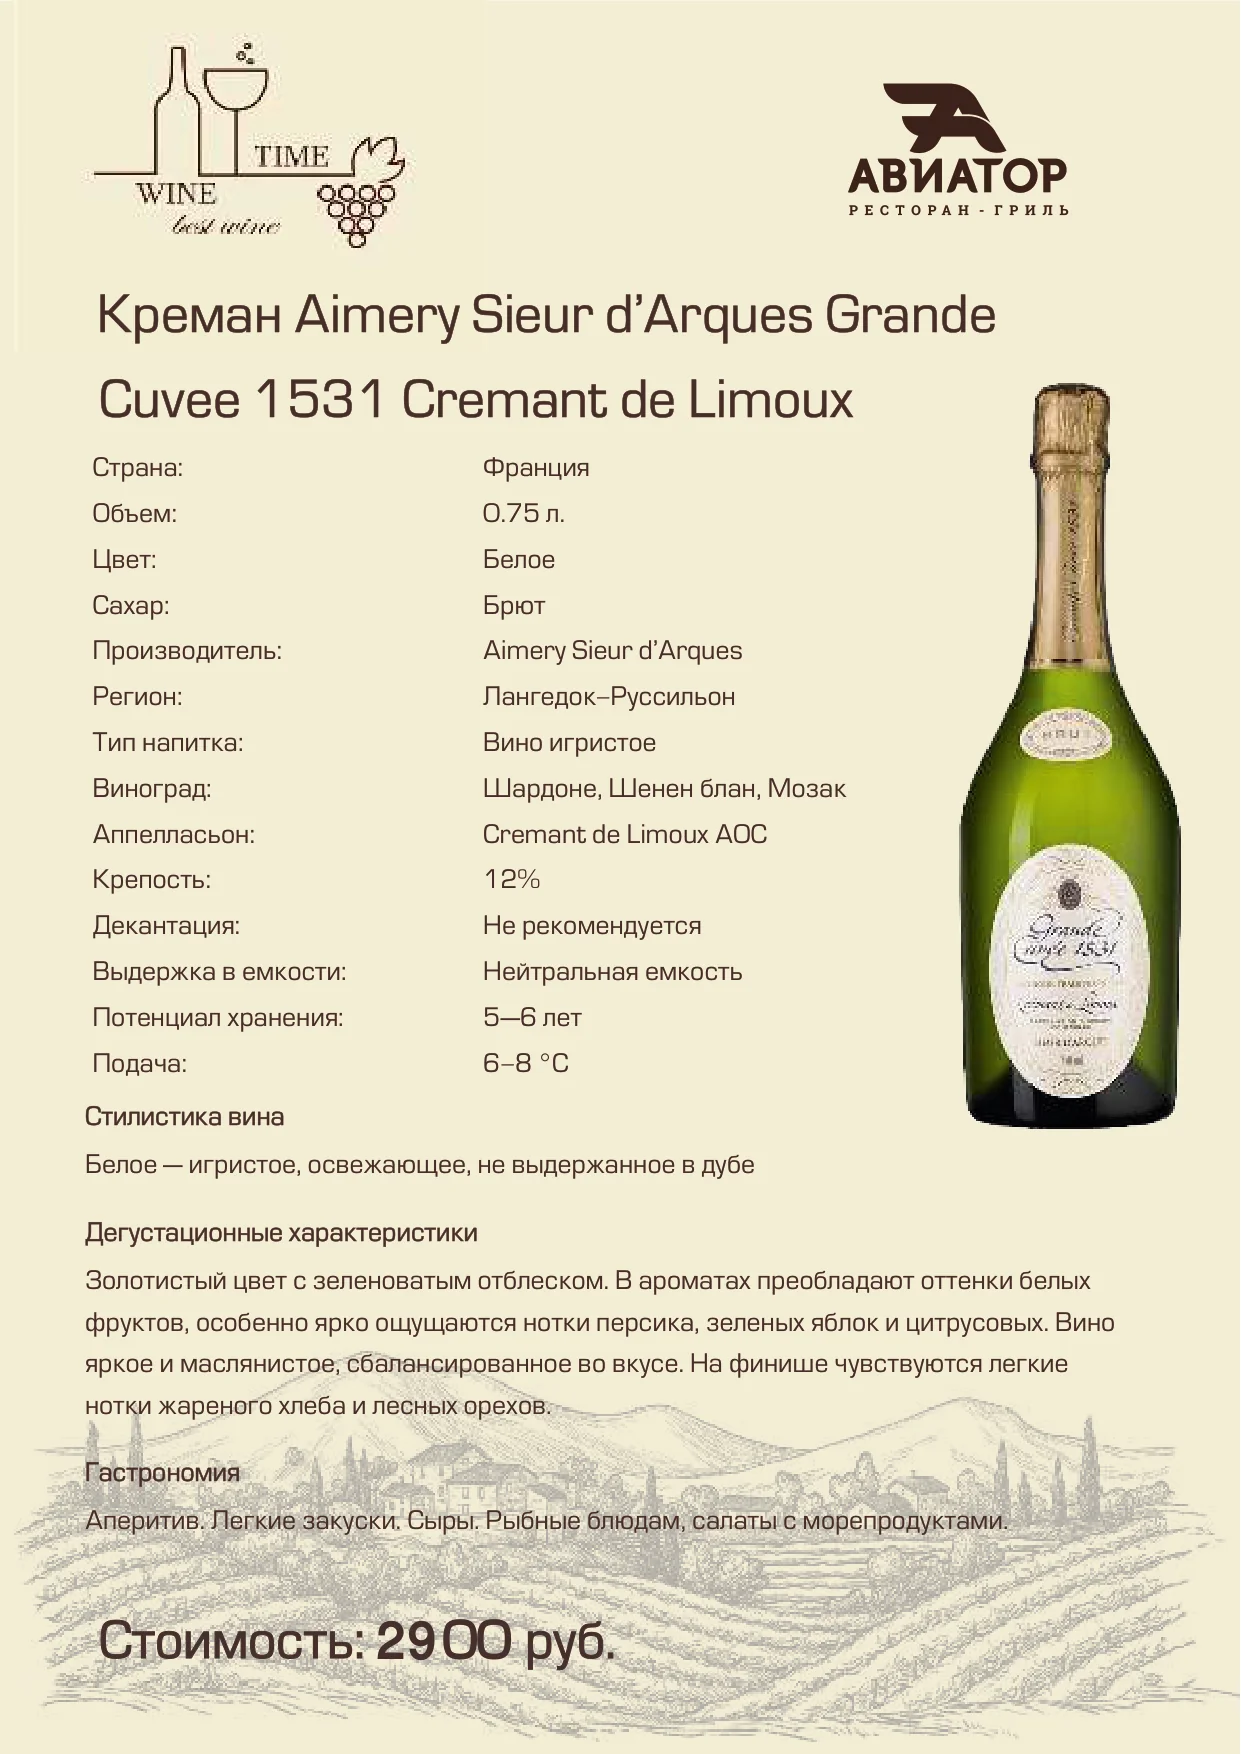 TIME
WINE
best wine
АВИАТОР
РЕСТОРАН - ГРИЛЬ
Креман Aimery Sieur d’Arques Grande
Cuvee 1531 Cremant de Limoux
Страна: Франция
Объем: 0.75 л.
Цвет: Белое
Сахар: Брют
Производитель: Aimery Sieur d’Arques
Регион: Лангедок–Руссильон
Тип напитка: Вино игристое
Виноград: Шардоне, Шенен блан, Мозак
Аппелласьон: Cremant de Limoux AOC
Крепость: 12%
Декантация: Не рекомендуется
Выдержка в емкости: Нейтральная емкость
Потенциал хранения: 5—6 лет
Подача: 6–8 °C
BRUT
Grande
Cuvée 1531
Crémant de Limoux
Стилистика вина
Белое — игристое, освежающее, не выдержанное в дубе
Дегустационные характеристики
Золотистый цвет с зеленоватым отблеском. В ароматах преобладают оттенки белых
фруктов, особенно ярко ощущаются нотки персика, зеленых яблок и цитрусовых. Вино
яркое и маслянистое, сбалансированное во вкусе. На финише чувствуются легкие
нотки жареного хлеба и лесных орехов.
Гастрономия
Аперитив. Легкие закуски. Сыры. Рыбные блюдам, салаты с морепродуктами.
Стоимость: 2900 руб.